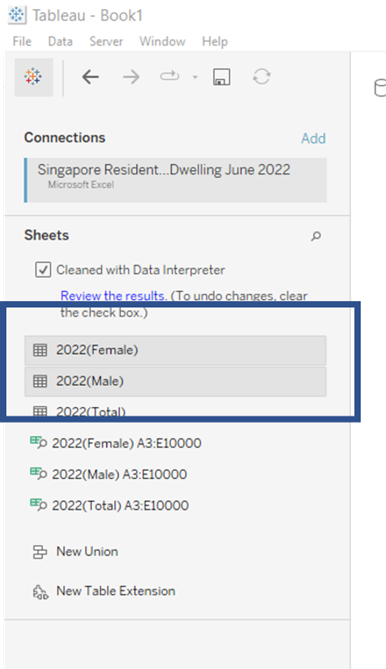 Tableau - Book1
File Data Server Window Help
Connections Add
Singapore Resident...Dwelling June 2022
Microsoft Excel
Sheets
Cleaned with Data Interpreter
Review the results. (To undo changes, clear
the check box.)
2022(Female)
2022(Male)
2022(Total)
2022(Female) A3:E10000
2022(Male) A3:E10000
2022(Total) A3:E10000
New Union
New Table Extension